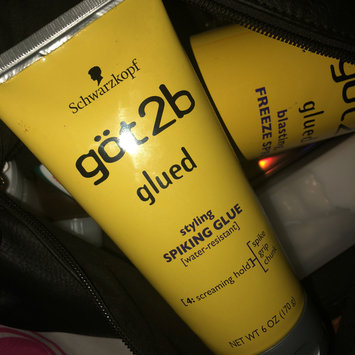 Schwarzkopf
göt2b
glued
styling
SPIKING GLUE
[water-resistant]
[4: screaming hold]
spike
grip
chunk
NET WT 6 OZ (170 g)
göt
glued
blasting
FREEZE